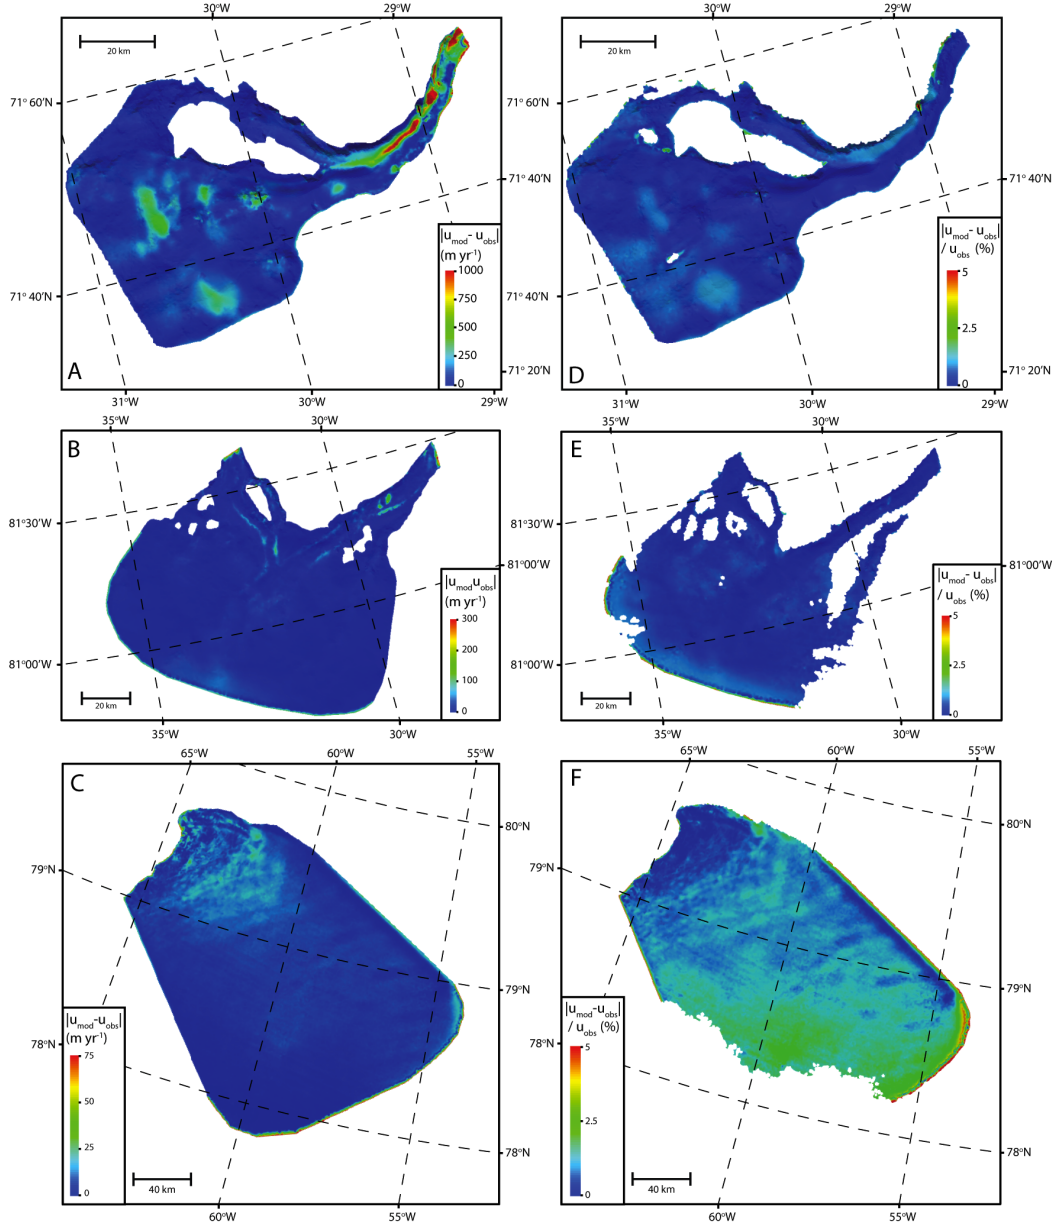 30°W 29°W
20 km
71° 60'N
71° 40'N
71° 40'N
71° 20'N
|umod- uobs|
(m yr-1)
1000
750
500
250
0
A
31°W 30°W 29°W
30°W 29°W
20 km
71° 60'N
71° 40'N
71° 40'N
71° 20'N
|umod- uobs|
/ uobs (%)
5
2.5
0
D
31°W 30°W 29°W
35°W 30°W
B
81°30'W
81°00'W
81°00'W
|umoduobs|
(m yr-1)
300
200
100
0
20 km
35°W 30°W
35°W 30°W
E
81°30'W
81°00'W
81°00'W
|umod- uobs|
/ uobs (%)
5
2.5
0
20 km
35°W 30°W
65°W 60°W 55°W
C
80°N
79°N
79°N
78°N
78°N
|umod-uobs|
(m yr-1)
75
50
25
0
40 km
60°W 55°W
65°W 60°W 55°W
F
80°N
79°N
79°N
78°N
78°N
|umod-uobs|
/ uobs (%)
5
2.5
0
40 km
60°W 55°W